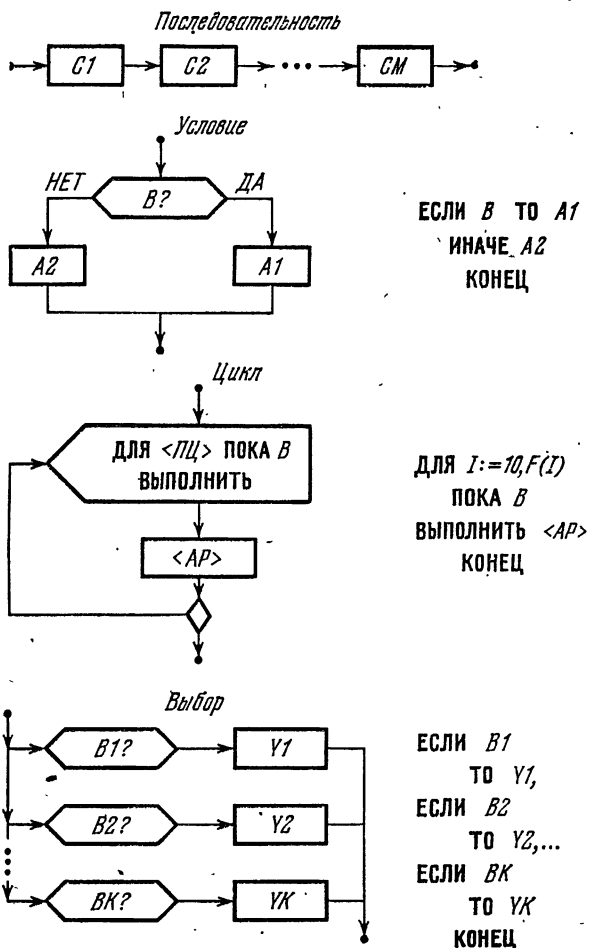 Последовательность
C1 C2 ... CM
Условие
НЕТ B? ДА
A2 A1
ЕСЛИ B ТО A1
ИНАЧЕ A2
КОНЕЦ
Цикл
ДЛЯ <ПЦ> ПОКА B
ВЫПОЛНИТЬ
<АР>
ДЛЯ I:=10,F(I)
ПОКА B
ВЫПОЛНИТЬ <АР>
КОНЕЦ
Выбор
B1? Y1
B2? Y2
BK? YK
ЕСЛИ B1
ТО Y1,
ЕСЛИ B2
ТО Y2,...
ЕСЛИ BK
ТО YK
КОНЕЦ